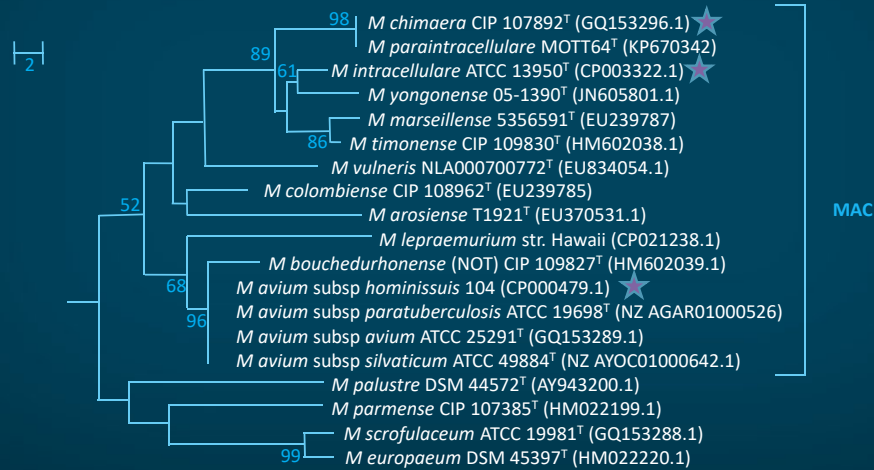 98
M chimaera CIP 107892ᵀ (GQ153296.1)
M paraintracellulare MOTT64ᵀ (KP670342)
2
89
61
M intracellulare ATCC 13950ᵀ (CP003322.1)
M yongonense 05-1390ᵀ (JN605801.1)
M marseillense 5356591ᵀ (EU239787)
86
M timonense CIP 109830ᵀ (HM602038.1)
M vulneris NLA000700772ᵀ (EU834054.1)
M colombiense CIP 108962ᵀ (EU239785)
52
M arosiense T1921ᵀ (EU370531.1)
MAC
M lepraemurium str. Hawaii (CP021238.1)
M bouchedurhonense (NOT) CIP 109827ᵀ (HM602039.1)
68
M avium subsp hominissuis 104 (CP000479.1)
M avium subsp paratuberculosis ATCC 19698ᵀ (NZ AGAR01000526)
96
M avium subsp avium ATCC 25291ᵀ (GQ153289.1)
M avium subsp silvaticum ATCC 49884ᵀ (NZ AYOC01000642.1)
M palustre DSM 44572ᵀ (AY943200.1)
M parmense CIP 107385ᵀ (HM022199.1)
M scrofulaceum ATCC 19981ᵀ (GQ153288.1)
99
M europaeum DSM 45397ᵀ (HM022220.1)